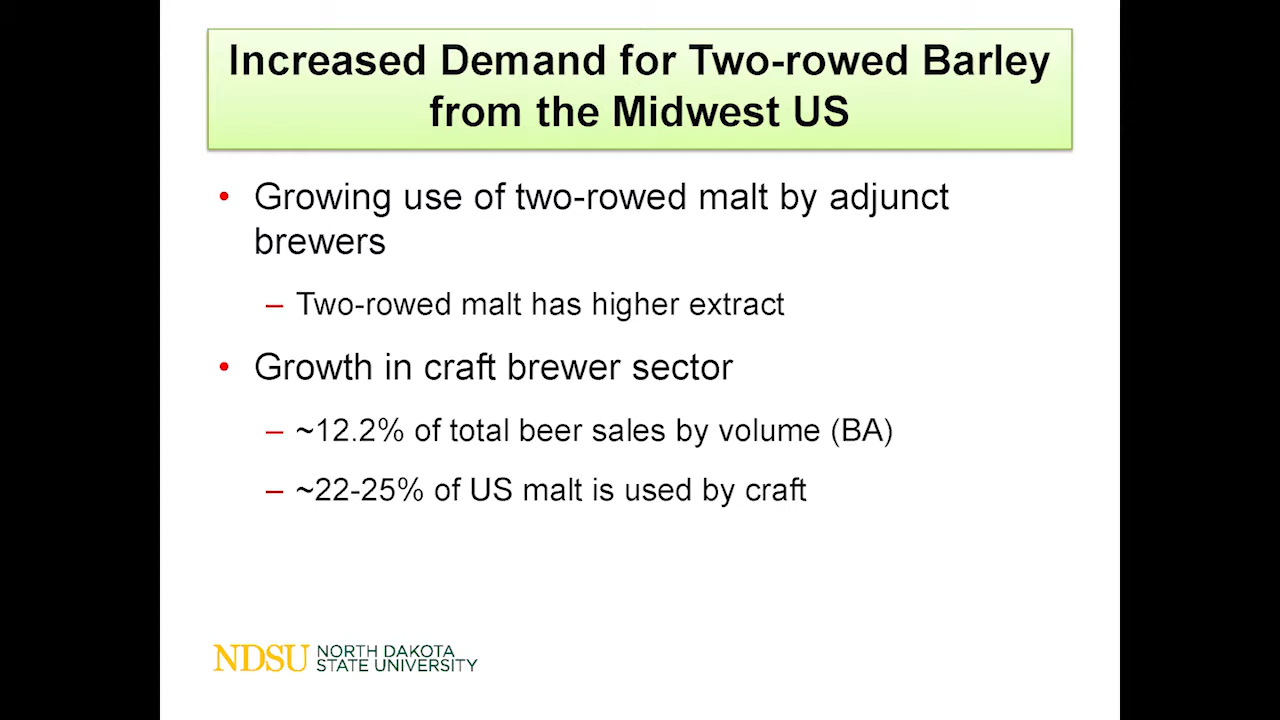 Increased Demand for Two-rowed Barley
from the Midwest US
• Growing use of two-rowed malt by adjunct
brewers
– Two-rowed malt has higher extract
• Growth in craft brewer sector
– ~12.2% of total beer sales by volume (BA)
– ~22-25% of US malt is used by craft
NDSU NORTH DAKOTA
STATE UNIVERSITY